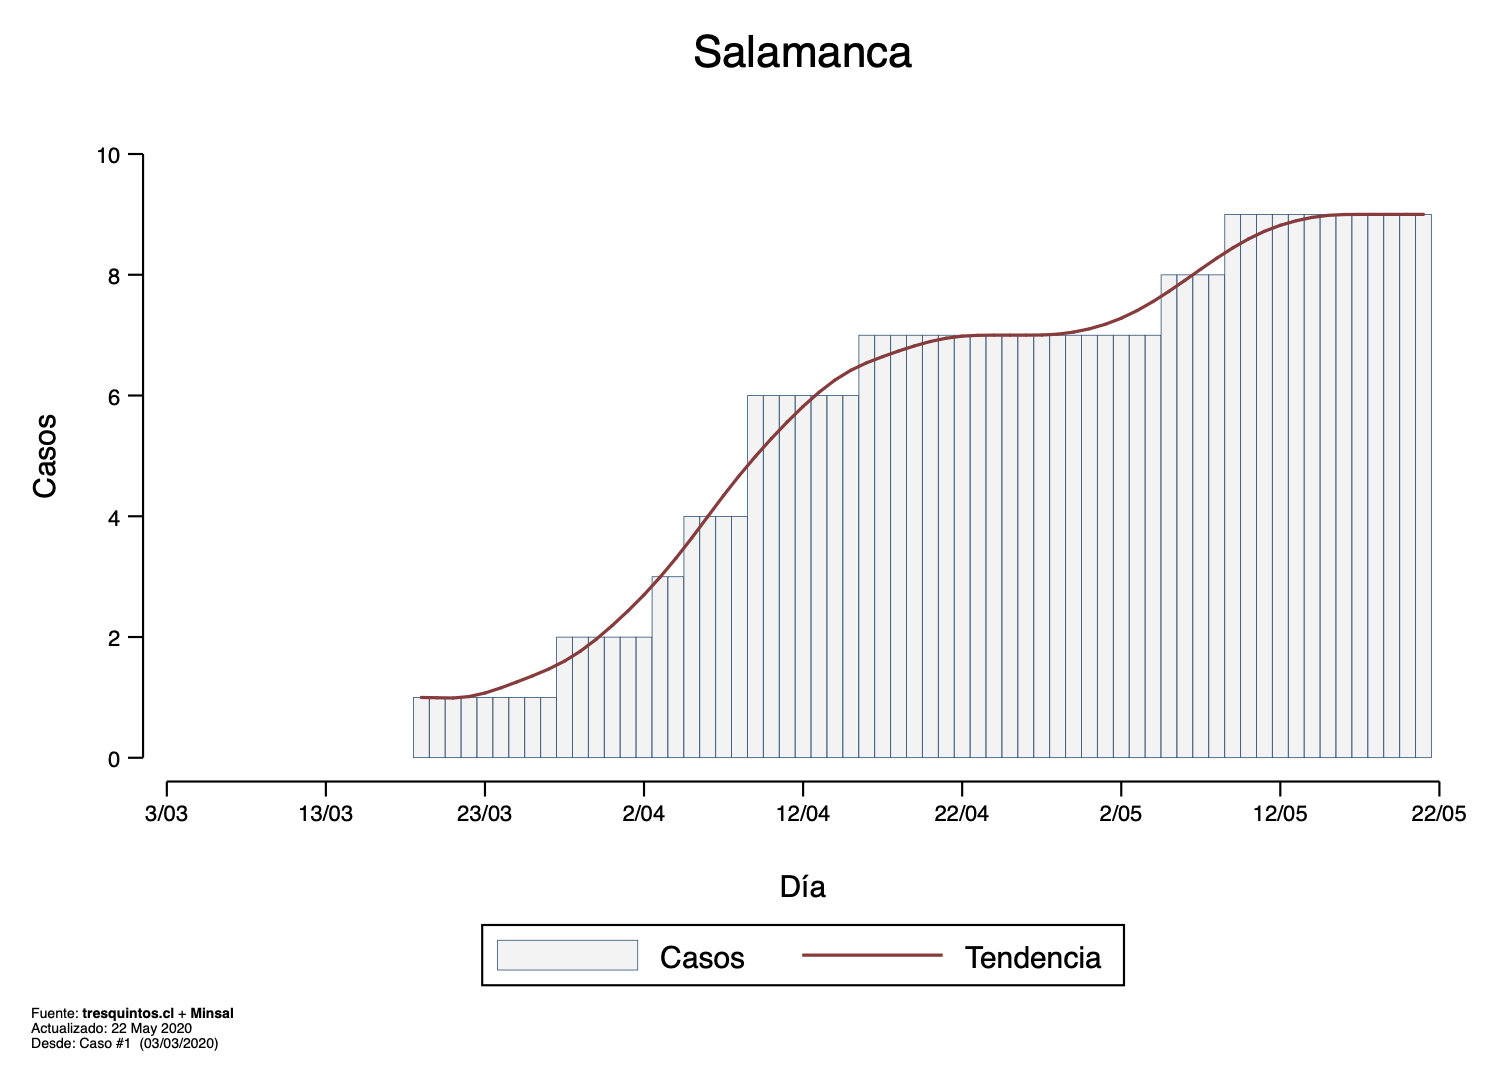 Salamanca
10
8
6
4
2
0
Casos
3/03 13/03 23/03 2/04 12/04 22/04 2/05 12/05 22/05
Día
Casos Tendencia
Fuente: tresquintos.cl + Minsal
Actualizado: 22 May 2020
Desde: Caso #1 (03/03/2020)